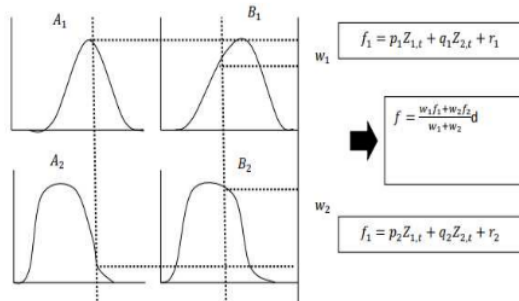 A₁
B₁
w₁
f₁ = p₁Z₁,ₜ + q₁Z₂,ₜ + r₁
f = (w₁f₁+w₂f₂)/(w₁+w₂) d
A₂
B₂
w₂
f₁ = p₂Z₁,ₜ + q₂Z₂,ₜ + r₂